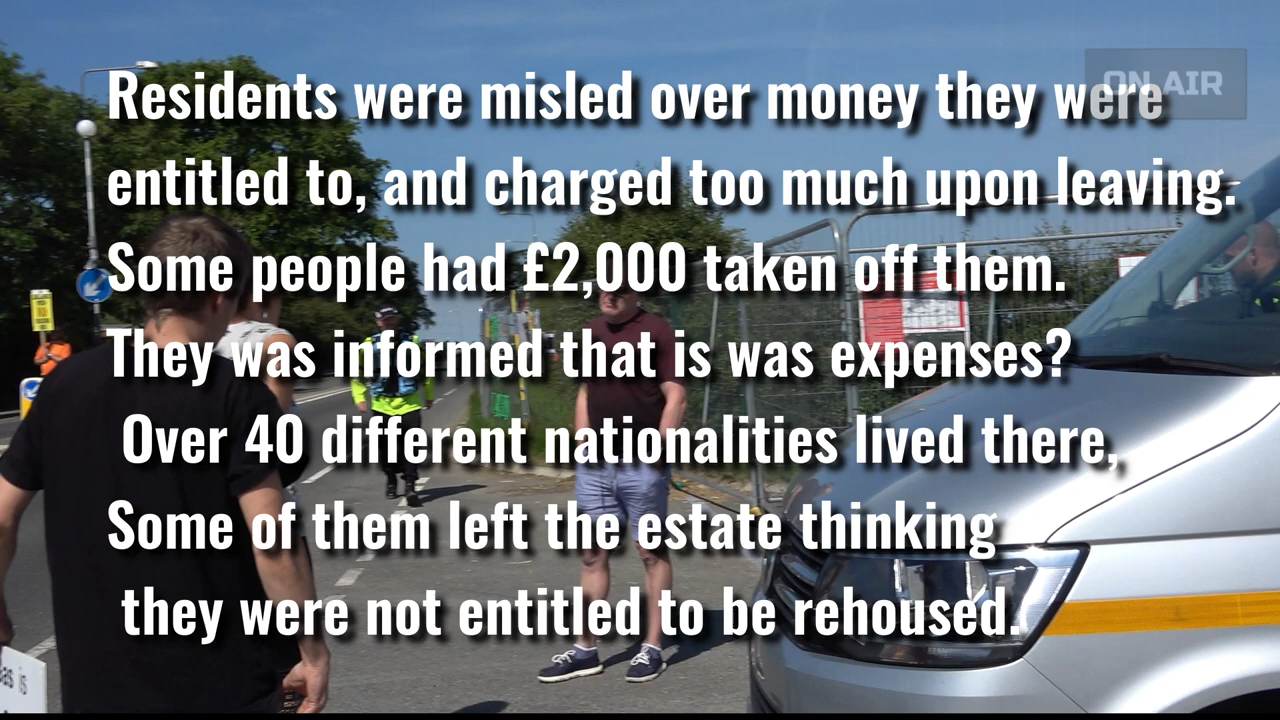 ON AIR
Residents were misled over money they were
entitled to, and charged too much upon leaving.
Some people had £2,000 taken off them.
They was informed that is was expenses?
Over 40 different nationalities lived there,
Some of them left the estate thinking
they were not entitled to be rehoused.
is